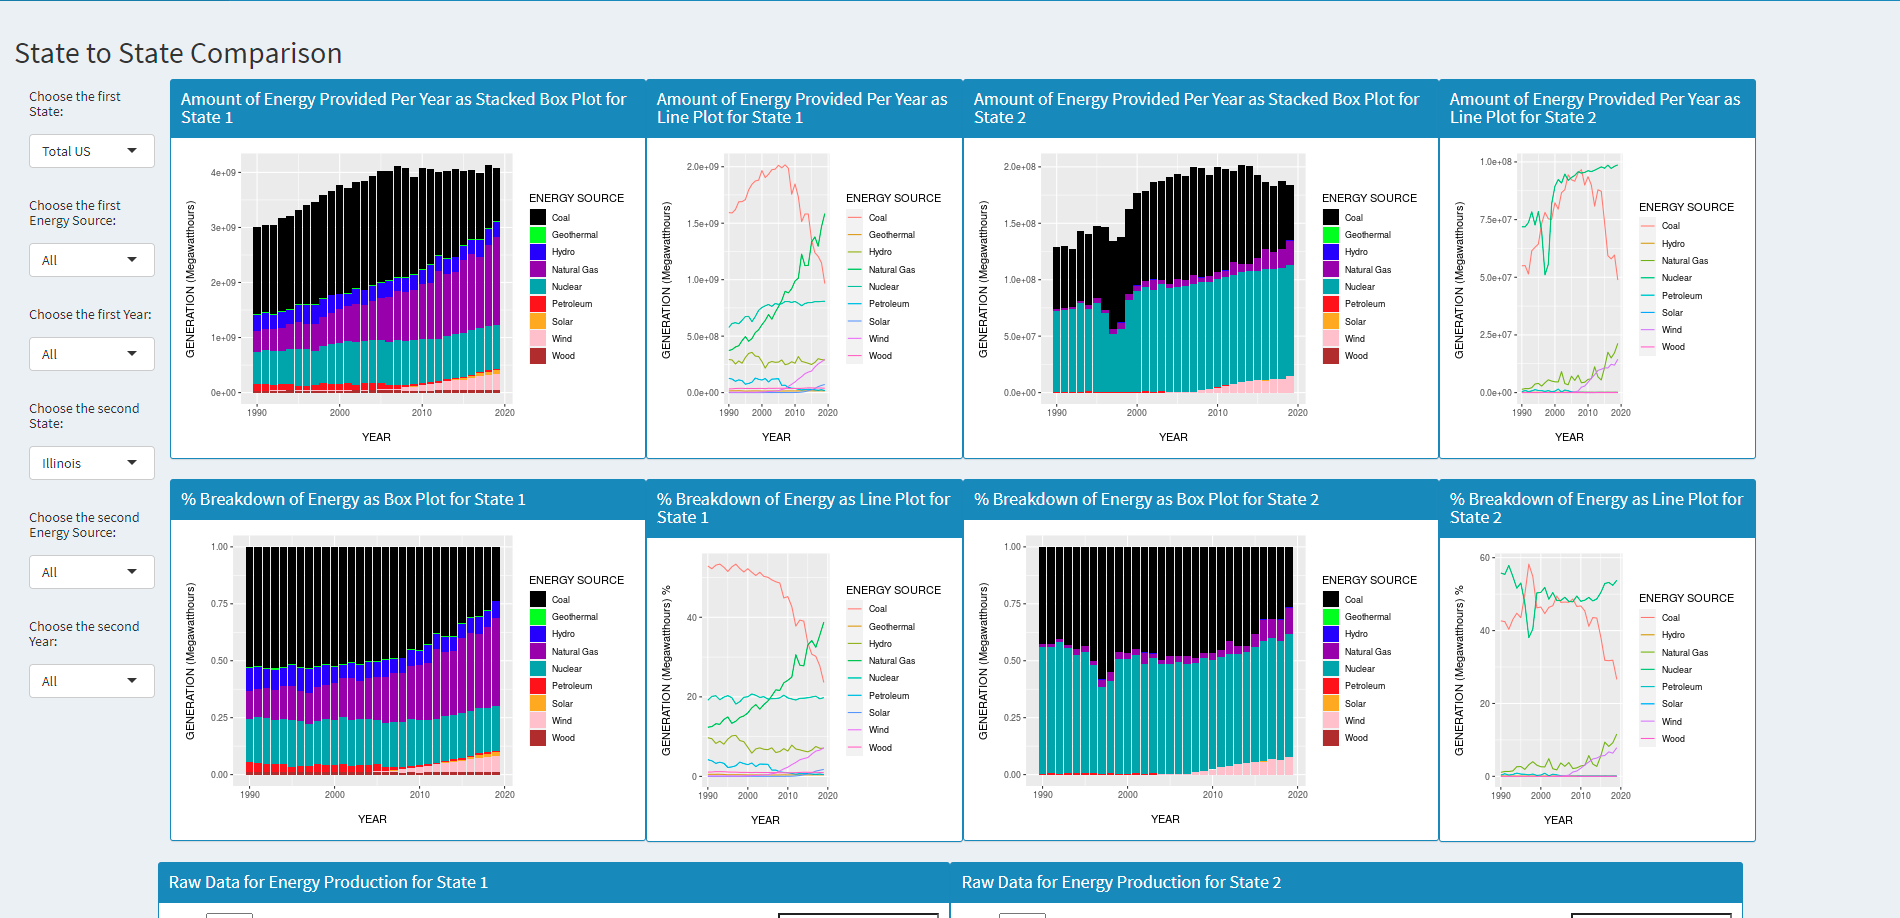 State to State Comparison
Choose the first
State:
Total US
Choose the first
Energy Source:
All
Choose the first Year:
All
Choose the second
State:
Illinois
Choose the second
Energy Source:
All
Choose the second
Year:
All
Amount of Energy Provided Per Year as Stacked Box Plot for
State 1
4e+09
3e+09
2e+09
1e+09
0e+00
GENERATION (Megawatthours)
1990
2000
2010
2020
YEAR
ENERGY SOURCE
Coal
Geothermal
Hydro
Natural Gas
Nuclear
Petroleum
Solar
Wind
Wood
Amount of Energy Provided Per Year as
Line Plot for State 1
2.0e+09
1.5e+09
1.0e+09
5.0e+08
0.0e+00
GENERATION (Megawatthours)
1990
2000
2010
2020
YEAR
ENERGY SOURCE
Coal
Geothermal
Hydro
Natural Gas
Nuclear
Petroleum
Solar
Wind
Wood
Amount of Energy Provided Per Year as Stacked Box Plot for
State 2
2.0e+08
1.5e+08
1.0e+08
5.0e+07
0.0e+00
GENERATION (Megawatthours)
1990
2000
2010
2020
YEAR
ENERGY SOURCE
Coal
Geothermal
Hydro
Natural Gas
Nuclear
Petroleum
Solar
Wind
Wood
Amount of Energy Provided Per Year as
Line Plot for State 2
1.0e+08
7.5e+07
5.0e+07
2.5e+07
0.0e+00
GENERATION (Megawatthours)
1990
2000
2010
2020
YEAR
ENERGY SOURCE
Coal
Hydro
Natural Gas
Nuclear
Petroleum
Solar
Wind
Wood
% Breakdown of Energy as Box Plot for State 1
1.00
0.75
0.50
0.25
0.00
GENERATION (Megawatthours)
1990
2000
2010
2020
YEAR
ENERGY SOURCE
Coal
Geothermal
Hydro
Natural Gas
Nuclear
Petroleum
Solar
Wind
Wood
% Breakdown of Energy as Line Plot for
State 1
40
20
0
GENERATION (Megawatthours) %
1990
2000
2010
2020
YEAR
ENERGY SOURCE
Coal
Geothermal
Hydro
Natural Gas
Nuclear
Petroleum
Solar
Wind
Wood
% Breakdown of Energy as Box Plot for State 2
1.00
0.75
0.50
0.25
0.00
GENERATION (Megawatthours)
1990
2000
2010
2020
YEAR
ENERGY SOURCE
Coal
Geothermal
Hydro
Natural Gas
Nuclear
Petroleum
Solar
Wind
Wood
% Breakdown of Energy as Line Plot for
State 2
60
40
20
0
GENERATION (Megawatthours) %
1990
2000
2010
2020
YEAR
ENERGY SOURCE
Coal
Hydro
Natural Gas
Nuclear
Petroleum
Solar
Wind
Wood
Raw Data for Energy Production for State 1
Raw Data for Energy Production for State 2